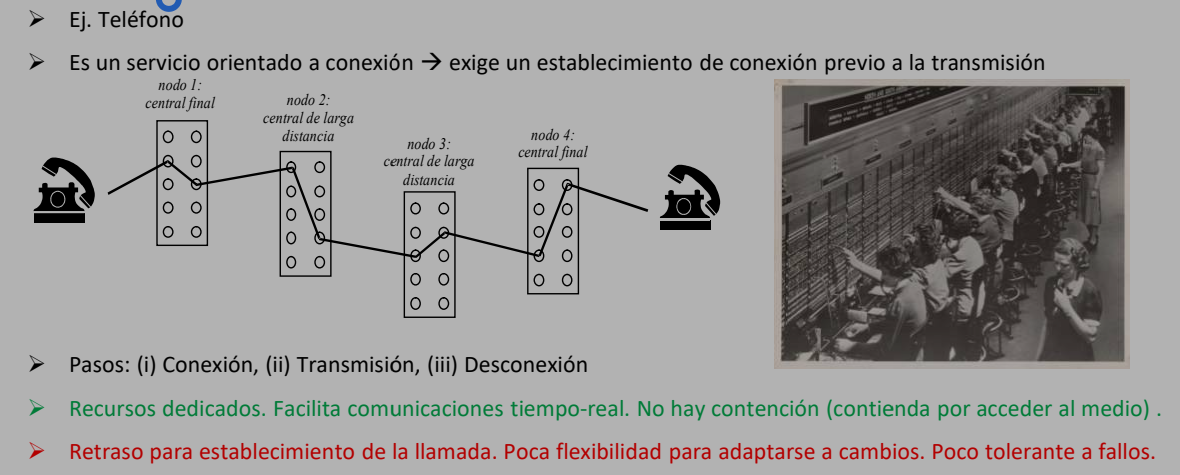 Ej. Teléfono
Es un servicio orientado a conexión → exige un establecimiento de conexión previo a la transmisión
nodo 1:
central final
nodo 2:
central de larga
distancia
nodo 3:
central de larga
distancia
nodo 4:
central final
Pasos: (i) Conexión, (ii) Transmisión, (iii) Desconexión
Recursos dedicados. Facilita comunicaciones tiempo-real. No hay contención (contienda por acceder al medio) .
Retraso para establecimiento de la llamada. Poca flexibilidad para adaptarse a cambios. Poco tolerante a fallos.